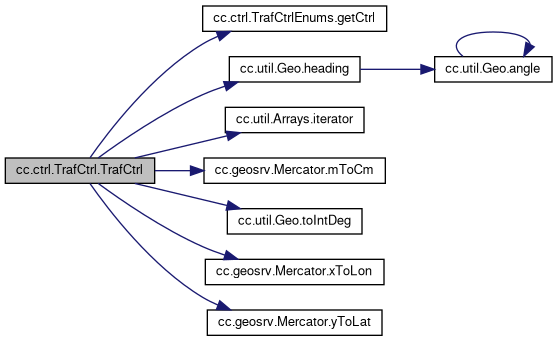 cc.ctrl.TrafCtrlEnums.getCtrl
cc.util.Geo.heading
cc.util.Geo.angle
cc.util.Arrays.iterator
cc.ctrl.TrafCtrl.TrafCtrl
cc.geosrv.Mercator.mToCm
cc.util.Geo.toIntDeg
cc.geosrv.Mercator.xToLon
cc.geosrv.Mercator.yToLat